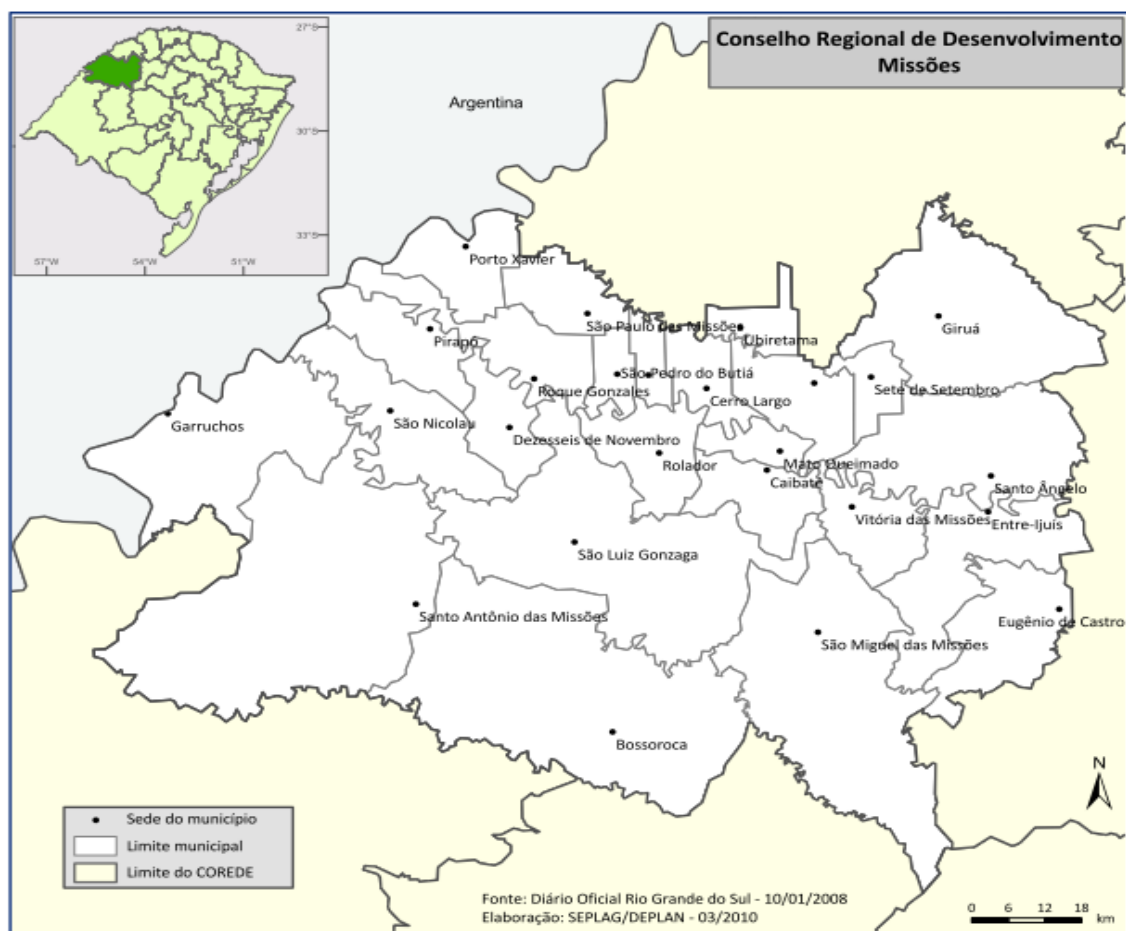 27°S
30°S
33°S
57°W
54°W
51°W
Conselho Regional de Desenvolvimento
Missões
Argentina
Porto Xavier
São Paulo das Missões
Ubiretama
Giruá
Pirapó
São Pedro do Butiá
Roque Gonzales
Cerro Largo
Sete de Setembro
Garruchos
São Nicolau
Dezesseis de Novembro
Rolador
Mato Queimado
Caibaté
Santo Ângelo
Vitória das Missões
Entre-Ijuís
São Luiz Gonzaga
Santo Antônio das Missões
Eugênio de Castro
São Miguel das Missões
Bossoroca
N
Sede do município
Limite municipal
Limite do COREDE
Fonte: Diário Oficial Rio Grande do Sul - 10/01/2008
Elaboração: SEPLAG/DEPLAN - 03/2010
0 6 12 18
km